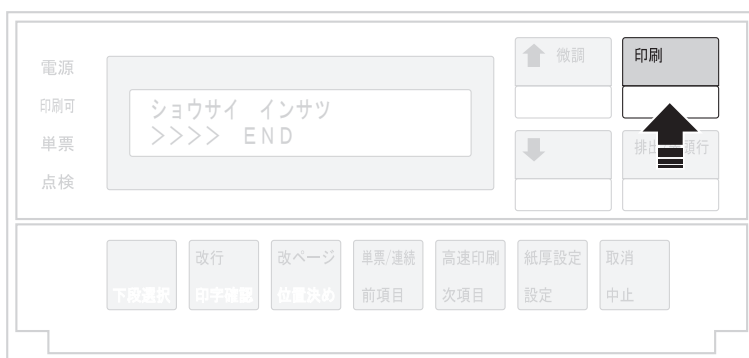 電源
印刷可
単票
点検
ショウサイ インサツ
>>>> END
微調
印刷
改行
改ページ
単票/連続
高速印刷
紙厚設定
取消
下段選択
印字確認
位置決め
前項目
次項目
設定
中止